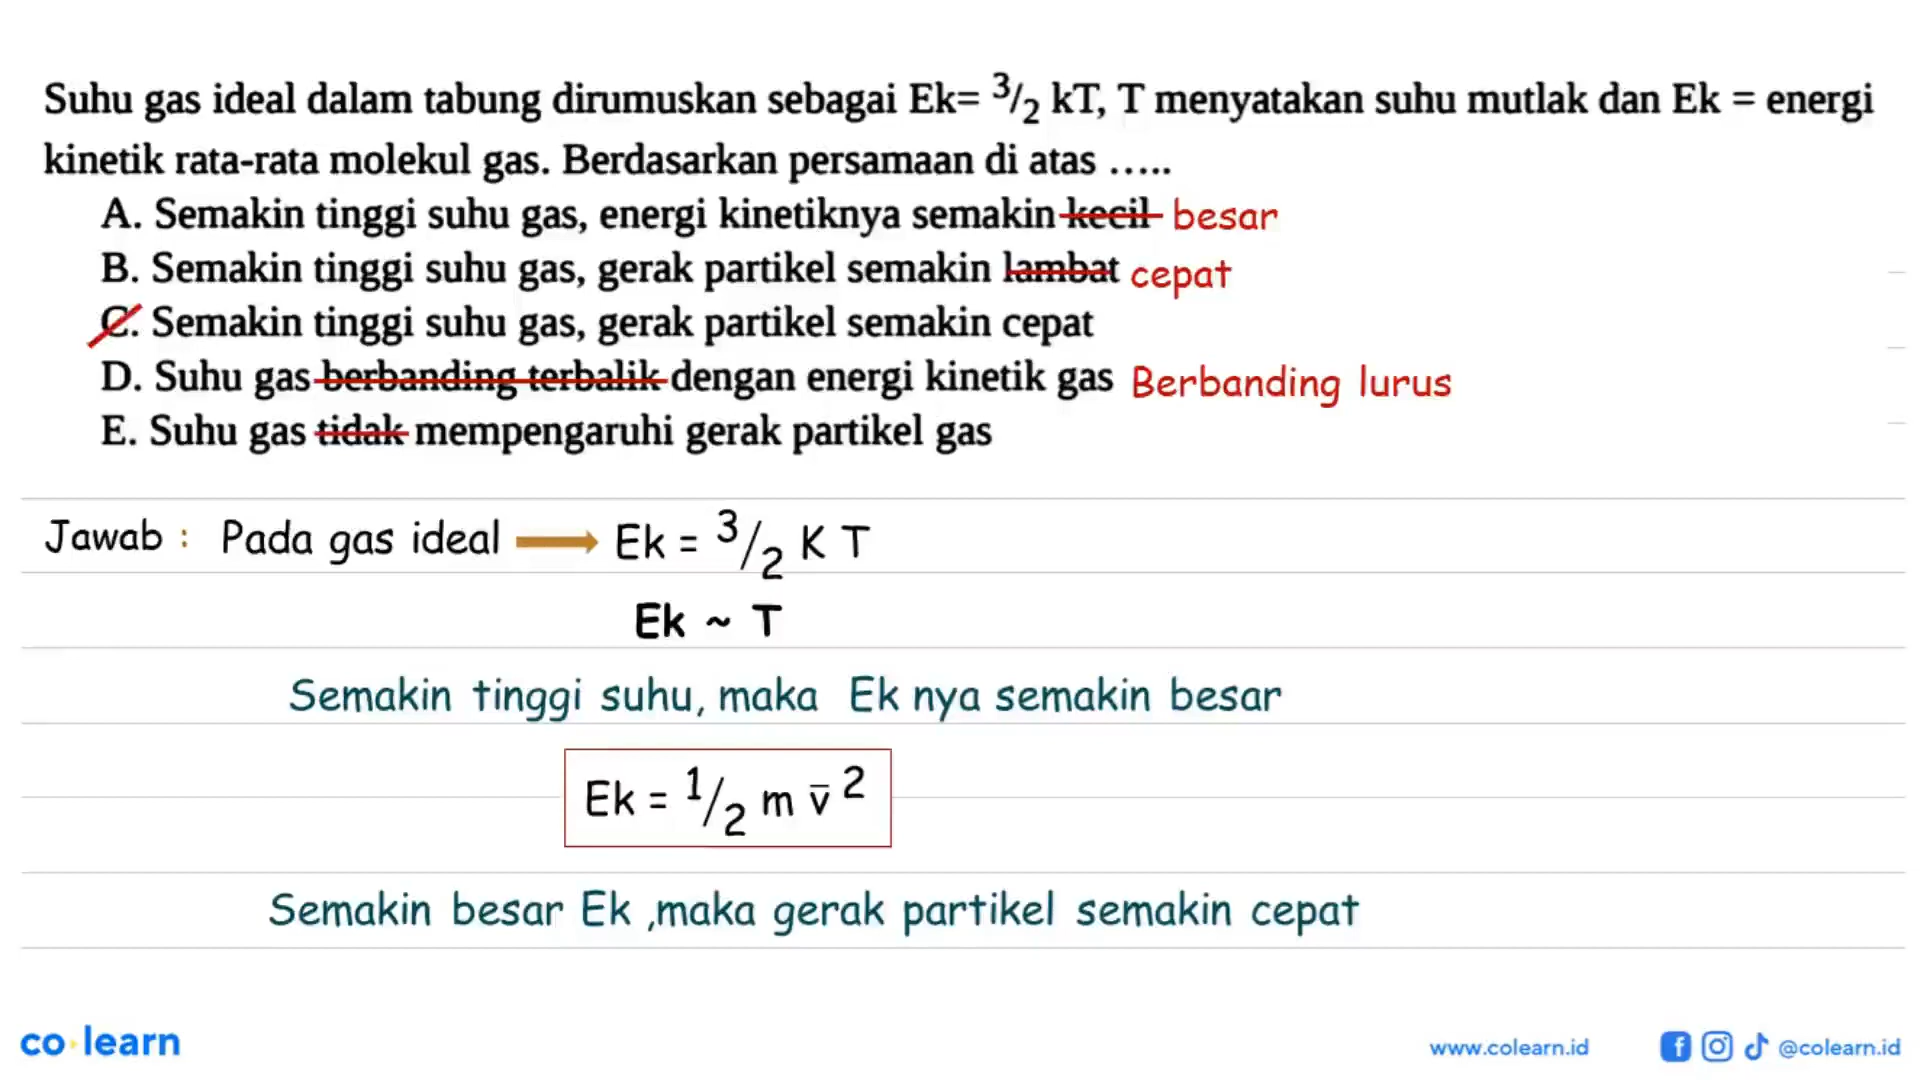 Suhu gas ideal dalam tabung dirumuskan sebagai Ek= 3/2 kT, T menyatakan suhu mutlak dan Ek = energi
kinetik rata-rata molekul gas. Berdasarkan persamaan di atas .....
A. Semakin tinggi suhu gas, energi kinetiknya semakin kecil besar
B. Semakin tinggi suhu gas, gerak partikel semakin lambat cepat
C. Semakin tinggi suhu gas, gerak partikel semakin cepat
D. Suhu gas berbanding terbalik dengan energi kinetik gas Berbanding lurus
E. Suhu gas tidak mempengaruhi gerak partikel gas
Jawab : Pada gas ideal → Ek = 3/2 K T
Ek ~ T
Semakin tinggi suhu, maka Ek nya semakin besar
Ek = 1/2 m v̄ 2
Semakin besar Ek ,maka gerak partikel semakin cepat
co learn
www.colearn.id
@colearn.id